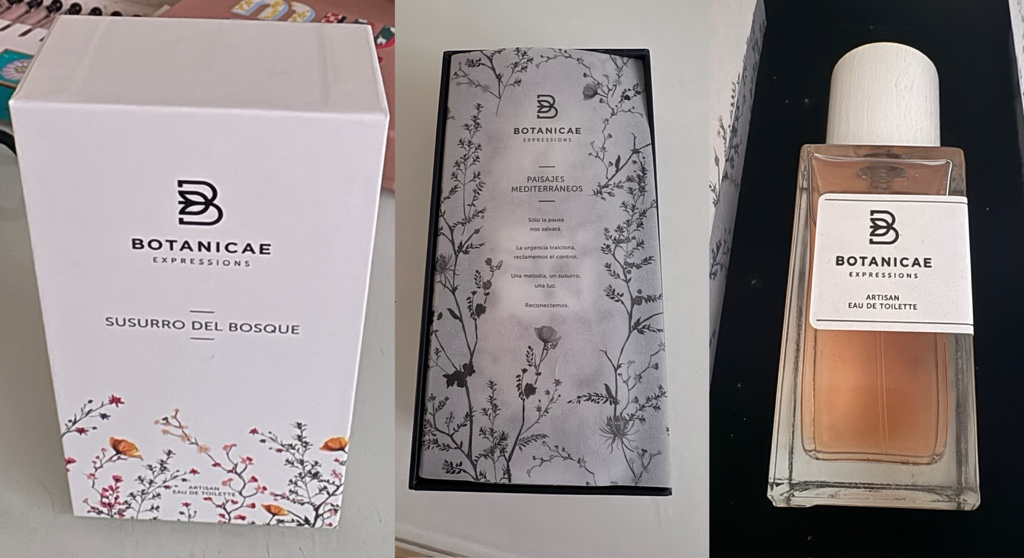 BOTANICAE
EXPRESSIONS
SUSURRO DEL BOSQUE
ARTISAN
EAU DE TOILETTE
BOTANICAE
EXPRESSIONS
PAISAJES
MEDITERRÁNEOS
Sólo la pausa
nos salvará.
La urgencia traiciona,
reclamemos el control.
Una melodía, un susurro,
una luz.
Reconectemos.
BOTANICAE
EXPRESSIONS
ARTISAN
EAU DE TOILETTE